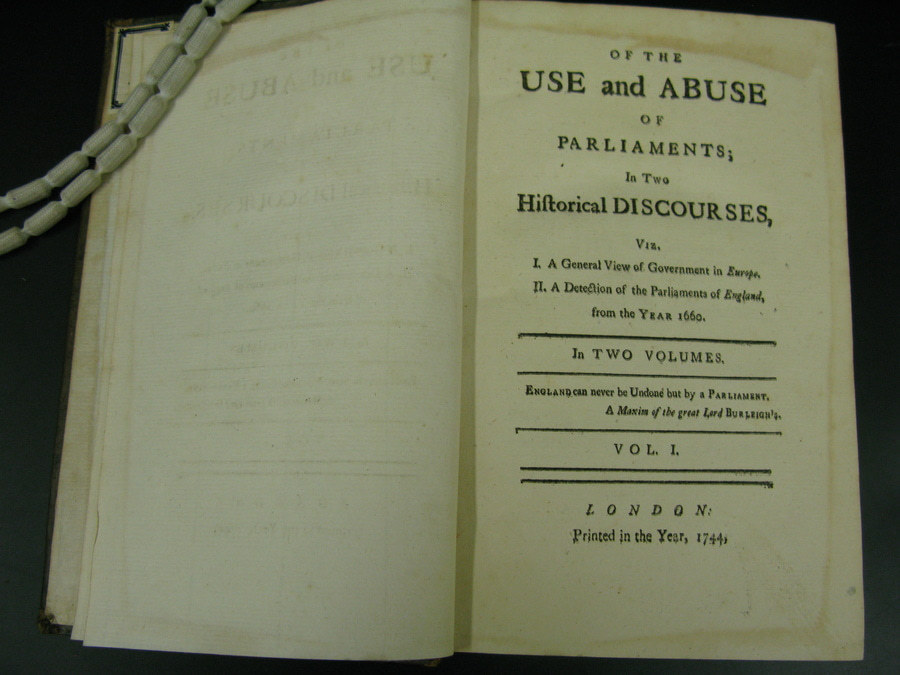 OF THE
USE and ABUSE
OF
PARLIAMENTS;
In Two
Hiſtorical DISCOURSES,
VIZ.
I. A General View of Government in Europe.
II. A Detection of the Parliaments of England,
from the YEAR 1660.
In TWO VOLUMES.
ENGLAND can never be Undone but by a PARLIAMENT.
A Maxim of the great Lord BURLEIGH's.
VOL. I.
LONDON:
Printed in the Year, 1744.